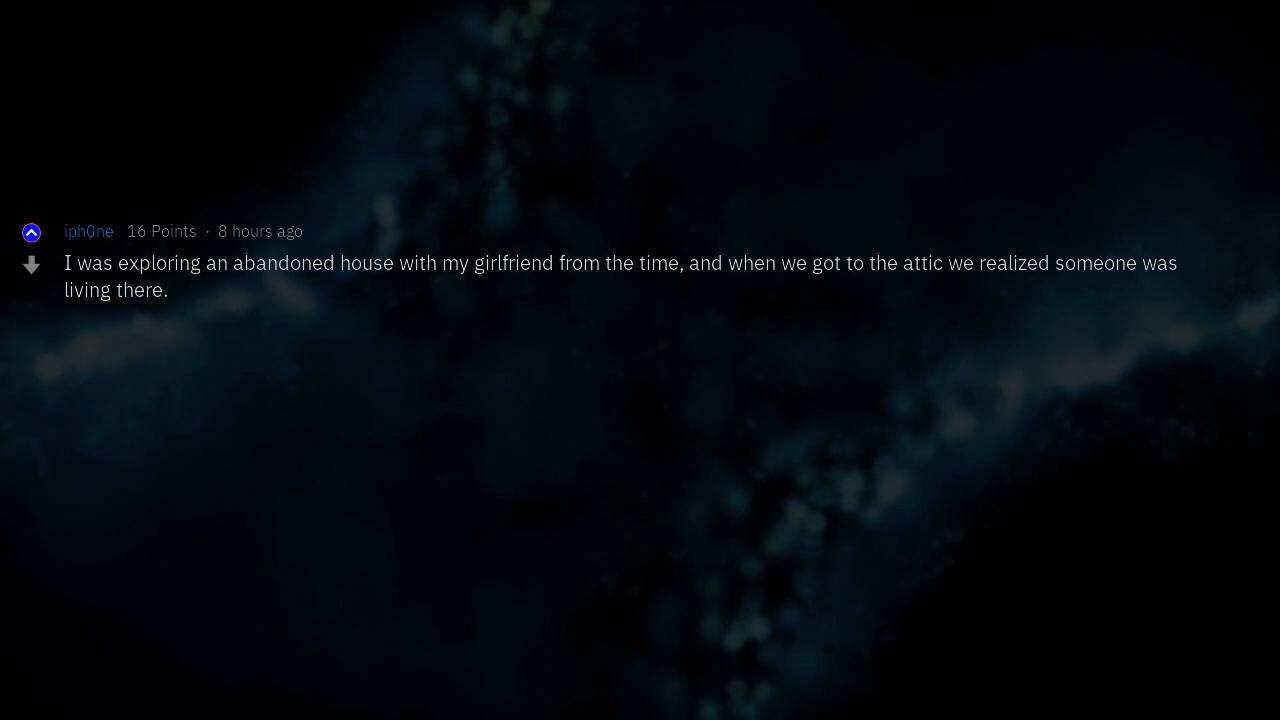 iph0ne 16 Points · 8 hours ago
I was exploring an abandoned house with my girlfriend from the time, and when we got to the attic we realized someone was
living there.